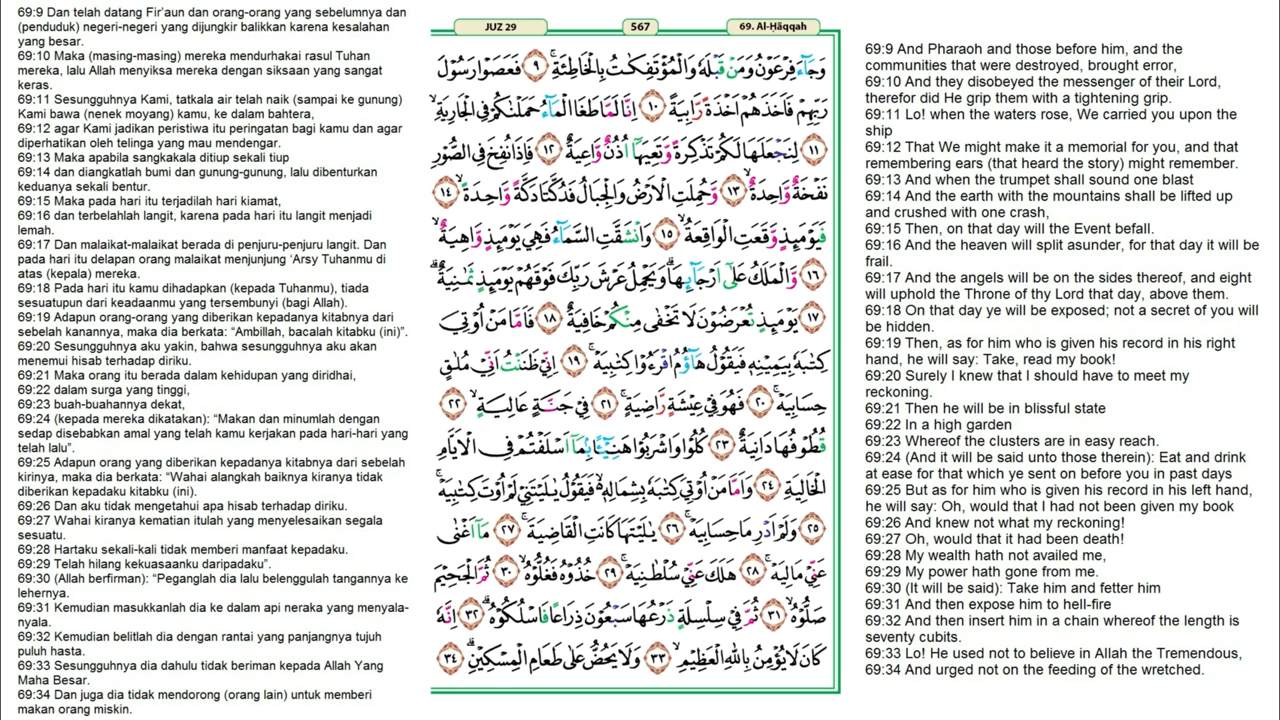 69:9 Dan telah datang Fir’aun dan orang-orang yang sebelumnya dan
(penduduk) negeri-negeri yang dijungkir balikkan karena kesalahan
yang besar.
69:10 Maka (masing-masing) mereka mendurhakai rasul Tuhan
mereka, lalu Allah menyiksa mereka dengan siksaan yang sangat
keras.
69:11 Sesungguhnya Kami, tatkala air telah naik (sampai ke gunung)
Kami bawa (nenek moyang) kamu, ke dalam bahtera,
69:12 agar Kami jadikan peristiwa itu peringatan bagi kamu dan agar
diperhatikan oleh telinga yang mau mendengar.
69:13 Maka apabila sangkakala ditiup sekali tiup
69:14 dan diangkatlah bumi dan gunung-gunung, lalu dibenturkan
keduanya sekali bentur.
69:15 Maka pada hari itu terjadilah hari kiamat,
69:16 dan terbelahlah langit, karena pada hari itu langit menjadi
lemah.
69:17 Dan malaikat-malaikat berada di penjuru-penjuru langit. Dan
pada hari itu delapan orang malaikat menjunjung ‘Arsy Tuhanmu di
atas (kepala) mereka.
69:18 Pada hari itu kamu dihadapkan (kepada Tuhanmu), tiada
sesuatupun dari keadaanmu yang tersembunyi (bagi Allah).
69:19 Adapun orang-orang yang diberikan kepadanya kitabnya dari
sebelah kanannya, maka dia berkata: “Ambillah, bacalah kitabku (ini)”.
69:20 Sesungguhnya aku yakin, bahwa sesungguhnya aku akan
menemui hisab terhadap diriku.
69:21 Maka orang itu berada dalam kehidupan yang diridhai,
69:22 dalam surga yang tinggi,
69:23 buah-buahannya dekat,
69:24 (kepada mereka dikatakan): “Makan dan minumlah dengan
sedap disebabkan amal yang telah kamu kerjakan pada hari-hari yang
telah lalu”.
69:25 Adapun orang yang diberikan kepadanya kitabnya dari sebelah
kirinya, maka dia berkata: “Wahai alangkah baiknya kiranya tidak
diberikan kepadaku kitabku (ini).
69:26 Dan aku tidak mengetahui apa hisab terhadap diriku.
69:27 Wahai kiranya kematian itulah yang menyelesaikan segala
sesuatu.
69:28 Hartaku sekali-kali tidak memberi manfaat kepadaku.
69:29 Telah hilang kekuasaanku daripadaku”.
69:30 (Allah berfirman): “Peganglah dia lalu belenggulah tangannya ke
lehernya.
69:31 Kemudian masukkanlah dia ke dalam api neraka yang menyala-
nyala.
69:32 Kemudian belitlah dia dengan rantai yang panjangnya tujuh
puluh hasta.
69:33 Sesungguhnya dia dahulu tidak beriman kepada Allah Yang
Maha Besar.
69:34 Dan juga dia tidak mendorong (orang lain) untuk memberi
makan orang miskin.
JUZ 29
567
69. Al-Ḥāqqah
وَجَاۤءَ فِرْعَوْنُ وَمَنْ قَبْلَهٗ وَالْمُؤْتَفِكٰتُ بِالْخَاطِئَةِۚ ٩ فَعَصَوْا رَسُوْلَ
رَبِّهِمْ فَاَخَذَهُمْ اَخْذَةً رَّابِيَةً ١٠ اِنَّا لَمَّا طَغَا الْمَاۤءُ حَمَلْنٰكُمْ فِى الْجَارِيَةِۙ
١١ لِنَجْعَلَهَا لَكُمْ تَذْكِرَةً وَّتَعِيَهَآ اُذُنٌ وَّاعِيَةٌ ١٢ فَاِذَا نُفِخَ فِى الصُّوْرِ
نَفْخَةٌ وَّاحِدَةٌۙ ١٣ وَّحُمِلَتِ الْاَرْضُ وَالْجِبَالُ فَدُكَّتَا دَكَّةً وَّاحِدَةًۙ ١٤
فَيَوْمَىِٕذٍ وَّقَعَتِ الْوَاقِعَةُۙ ١٥ وَانْشَقَّتِ السَّمَاۤءُ فَهِيَ يَوْمَىِٕذٍ وَّاهِيَةٌۙ
١٦ وَّالْمَلَكُ عَلٰٓى اَرْجَاۤىِٕهَاۗ وَيَحْمِلُ عَرْشَ رَبِّكَ فَوْقَهُمْ يَوْمَىِٕذٍ ثَمٰنِيَةٌۗ
١٧ يَوْمَىِٕذٍ تُعْرَضُوْنَ لَا تَخْفٰى مِنْكُمْ خَافِيَةٌ ١٨ فَاَمَّا مَنْ اُوْتِيَ
كِتٰبَهٗ بِيَمِيْنِهٖ فَيَقُوْلُ هَاۤؤُمُ اقْرَءُوْا كِتٰبِيَهْۚ ١٩ اِنِّيْ ظَنَنْتُ اَنِّيْ مُلٰقٍ
حِسَابِيَهْۚ ٢٠ فَهُوَ فِيْ عِيْشَةٍ رَّاضِيَةٍۚ ٢١ فِيْ جَنَّةٍ عَالِيَةٍۙ ٢٢
قُطُوْفُهَا دَانِيَةٌ ٢٣ كُلُوْا وَاشْرَبُوْا هَنِيْۤـًٔا ۢبِمَآ اَسْلَفْتُمْ فِى الْاَيَّامِ
الْخَالِيَةِ ٢٤ وَاَمَّا مَنْ اُوْتِيَ كِتٰبَهٗ بِشِمَالِهٖۙ فَيَقُوْلُ يٰلَيْتَنِيْ لَمْ اُوْتَ كِتٰبِيَهْۚ
٢٥ وَلَمْ اَدْرِ مَا حِسَابِيَهْۚ ٢٦ يٰلَيْتَهَا كَانَتِ الْقَاضِيَةَۚ ٢٧ مَآ اَغْنٰى
عَنِّيْ مَالِيَهْۚ ٢٨ هَلَكَ عَنِّيْ سُلْطٰنِيَهْۚ ٢٩ خُذُوْهُ فَغُلُّوْهُۙ ٣٠ ثُمَّ الْجَحِيْمَ
صَلُّوْهُۙ ٣١ ثُمَّ فِيْ سِلْسِلَةٍ ذَرْعُهَا سَبْعُوْنَ ذِرَاعًا فَاسْلُكُوْهُۗ ٣٢ اِنَّهٗ
كَانَ لَا يُؤْمِنُ بِاللّٰهِ الْعَظِيْمِۙ ٣٣ وَلَا يَحُضُّ عَلٰى طَعَامِ الْمِسْكِيْنِۗ ٣٤
69:9 And Pharaoh and those before him, and the
communities that were destroyed, brought error,
69:10 And they disobeyed the messenger of their Lord,
therefor did He grip them with a tightening grip.
69:11 Lo! when the waters rose, We carried you upon the
ship
69:12 That We might make it a memorial for you, and that
remembering ears (that heard the story) might remember.
69:13 And when the trumpet shall sound one blast
69:14 And the earth with the mountains shall be lifted up
and crushed with one crash,
69:15 Then, on that day will the Event befall.
69:16 And the heaven will split asunder, for that day it will be
frail.
69:17 And the angels will be on the sides thereof, and eight
will uphold the Throne of thy Lord that day, above them.
69:18 On that day ye will be exposed; not a secret of you will
be hidden.
69:19 Then, as for him who is given his record in his right
hand, he will say: Take, read my book!
69:20 Surely I knew that I should have to meet my
reckoning.
69:21 Then he will be in blissful state
69:22 In a high garden
69:23 Whereof the clusters are in easy reach.
69:24 (And it will be said unto those therein): Eat and drink
at ease for that which ye sent on before you in past days
69:25 But as for him who is given his record in his left hand,
he will say: Oh, would that I had not been given my book
69:26 And knew not what my reckoning!
69:27 Oh, would that it had been death!
69:28 My wealth hath not availed me,
69:29 My power hath gone from me.
69:30 (It will be said): Take him and fetter him
69:31 And then expose him to hell-fire
69:32 And then insert him in a chain whereof the length is
seventy cubits.
69:33 Lo! He used not to believe in Allah the Tremendous,
69:34 And urged not on the feeding of the wretched.